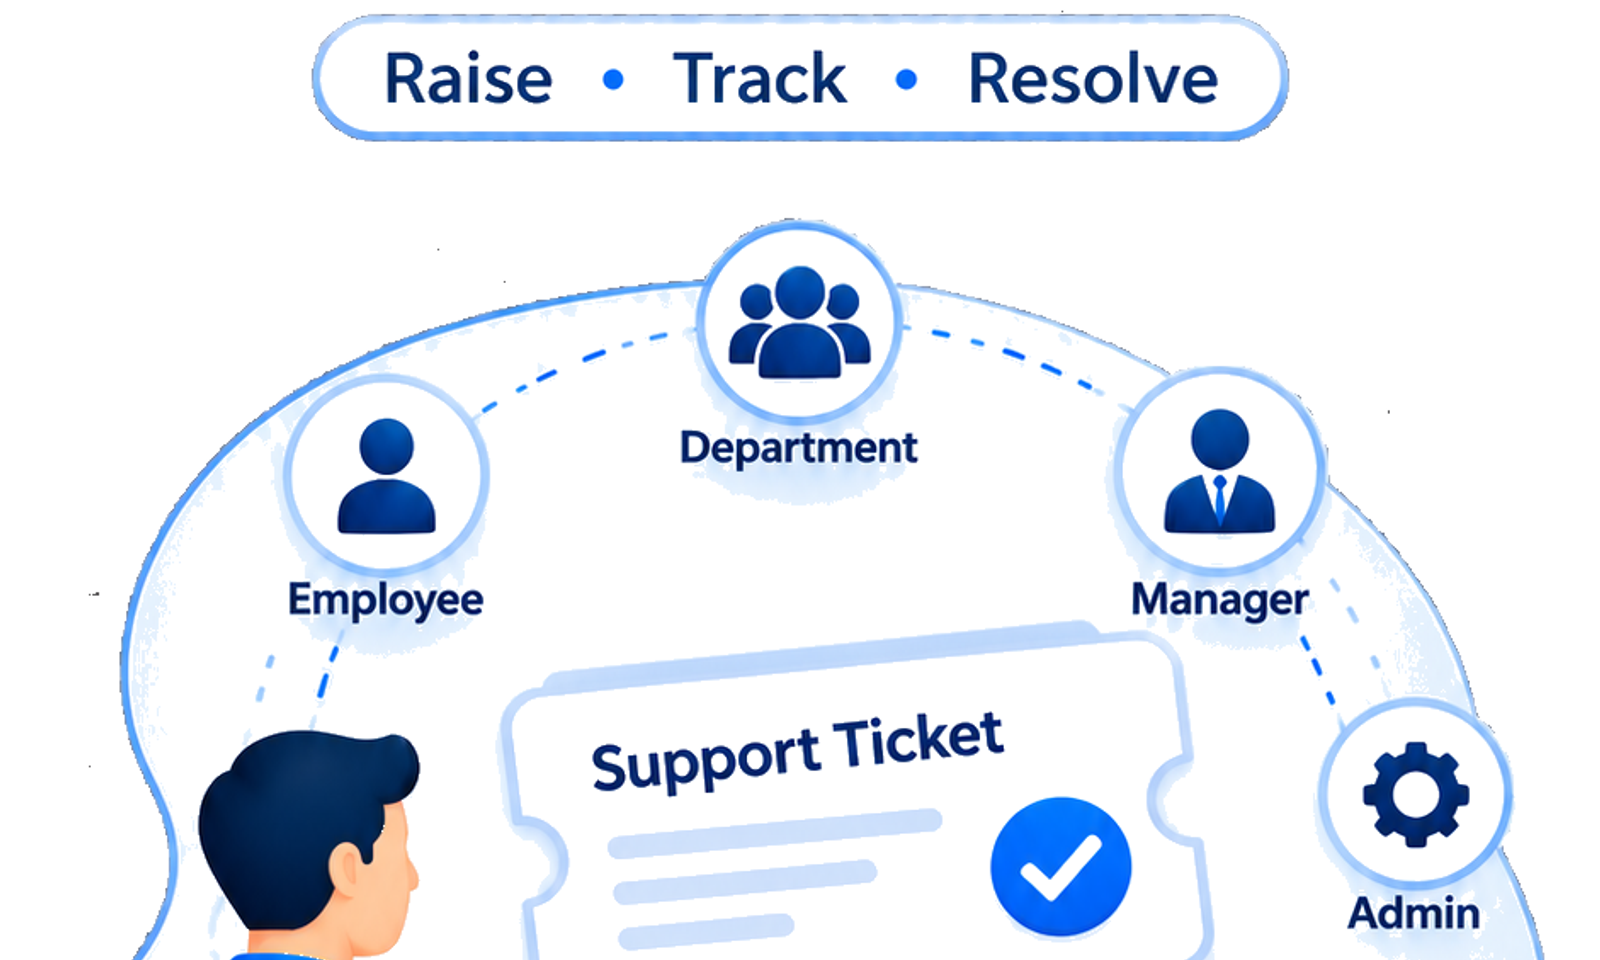 Raise • Track • Resolve
Department
Employee
Manager
Support Ticket
Admin